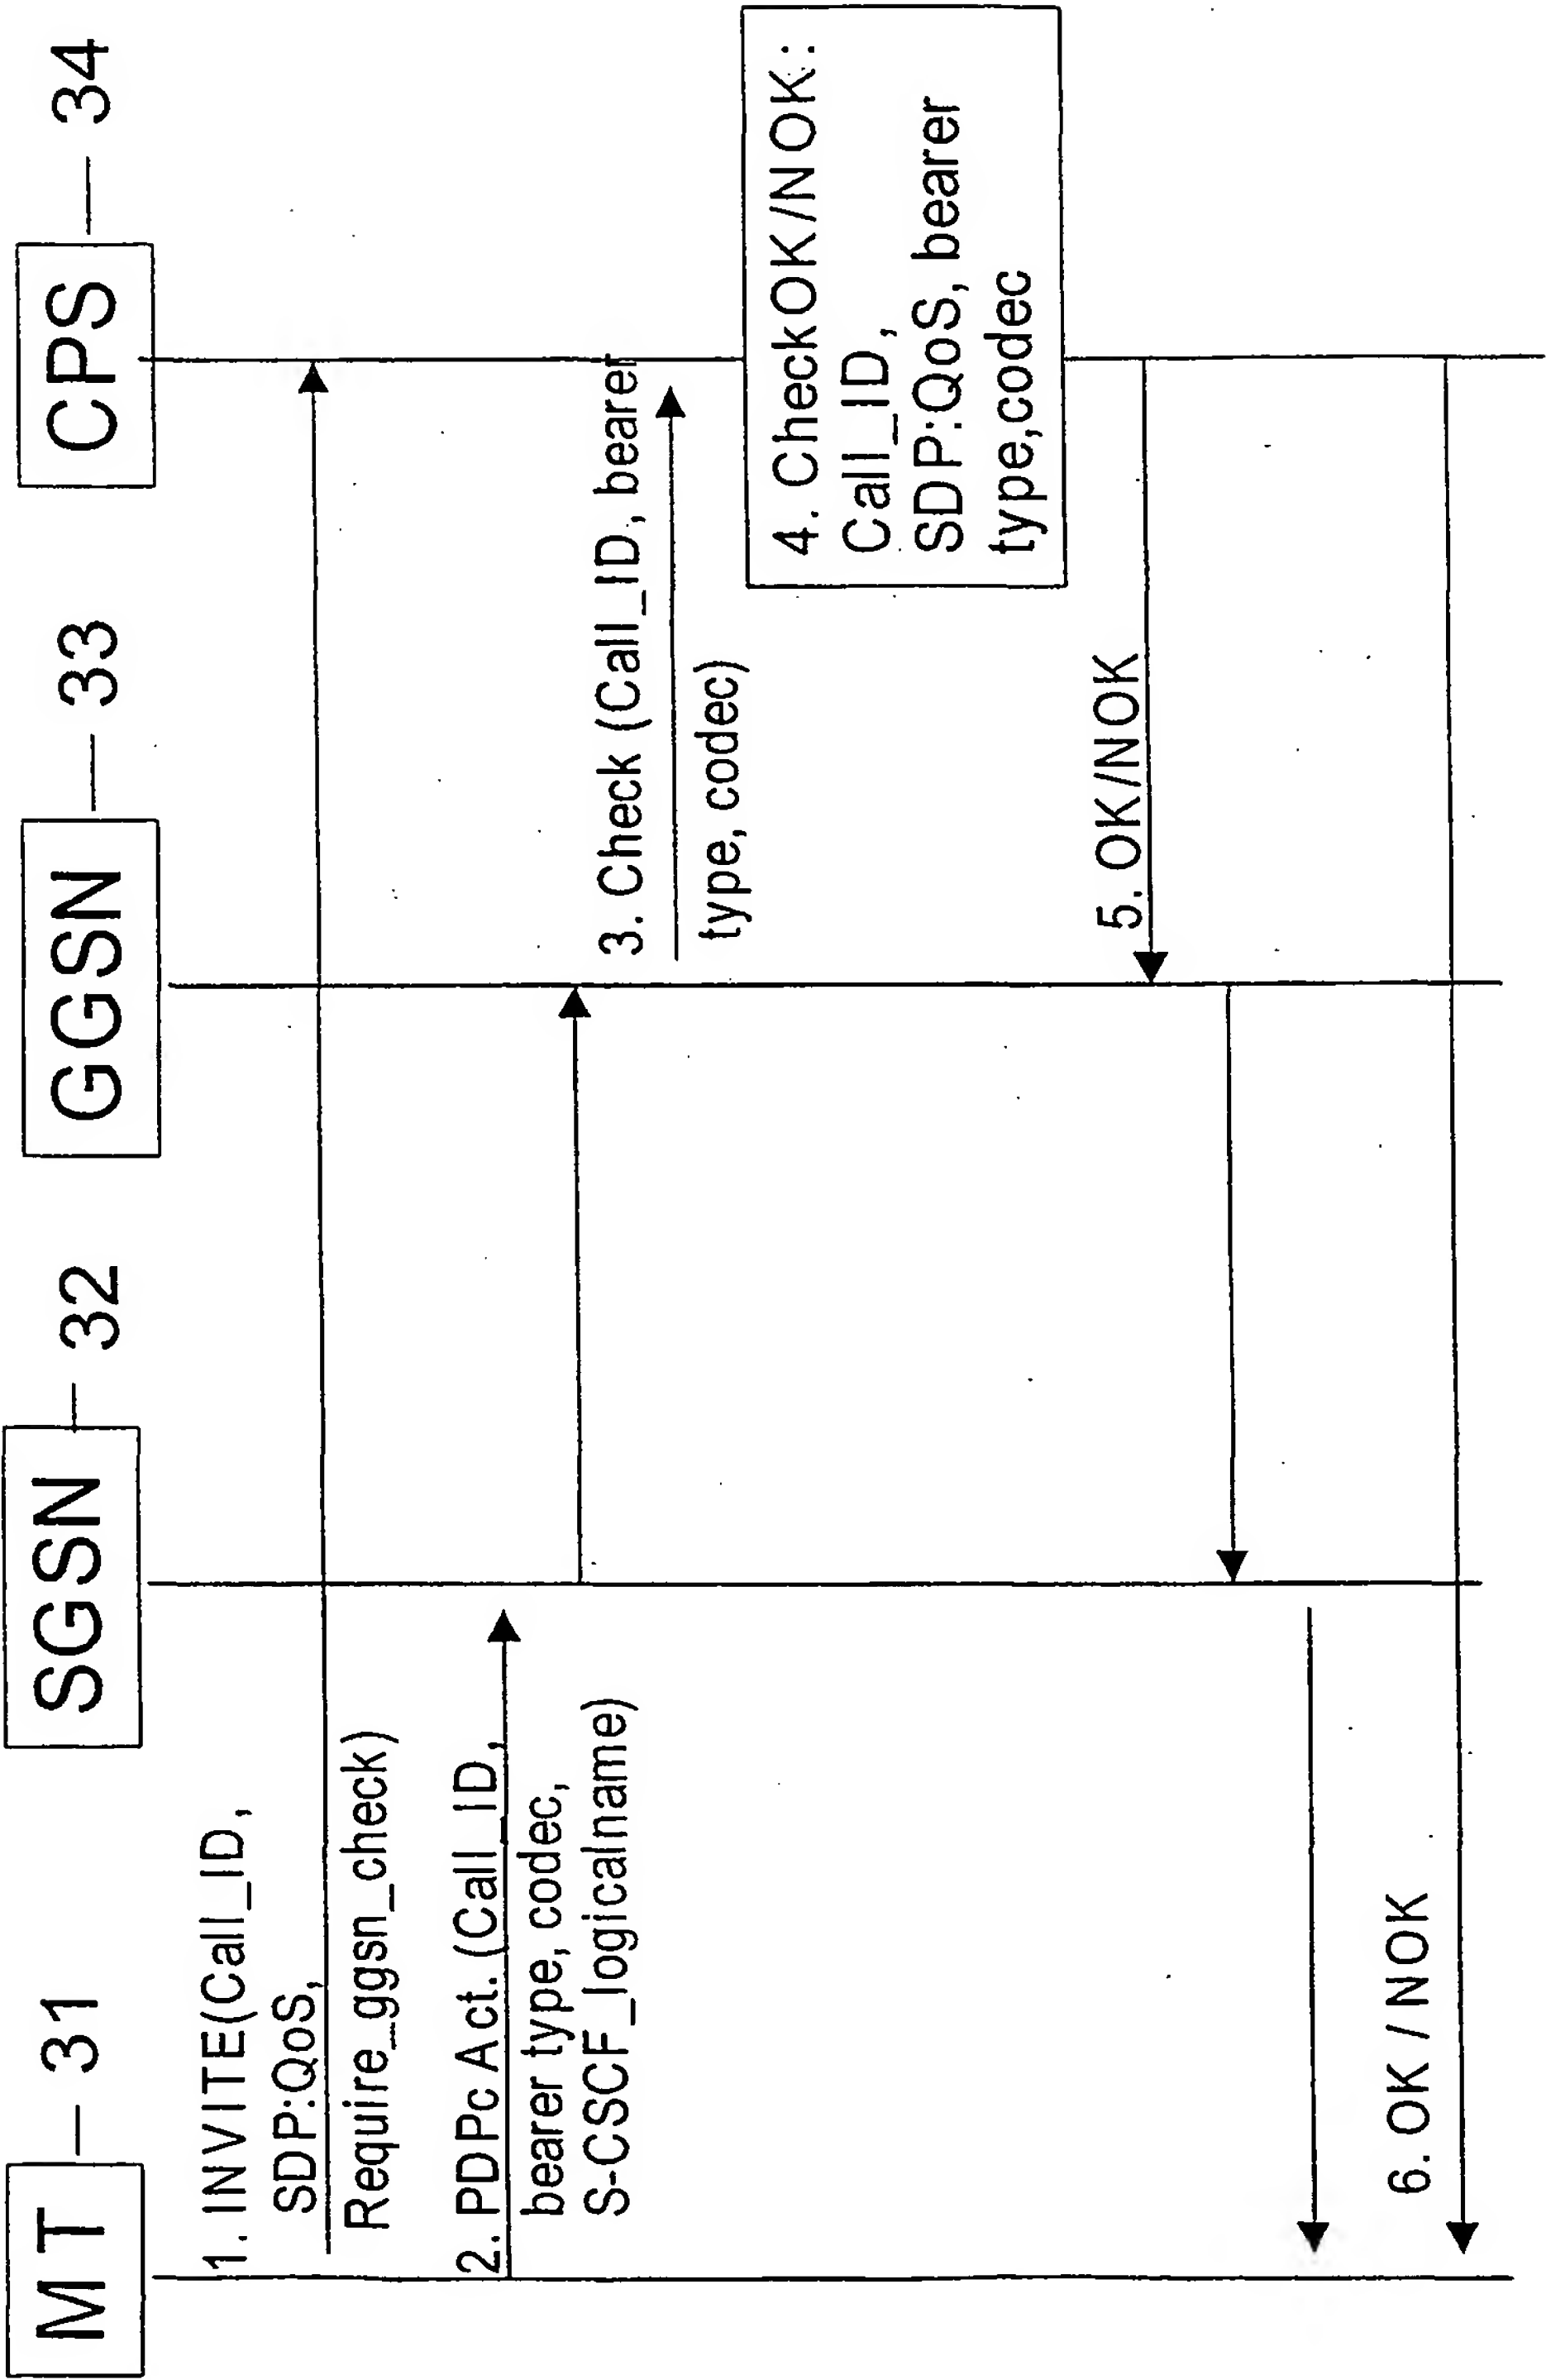 MT
31
SGSN
32
GGSN
33
CPS
34
1. INVITE(Call_ID,
SDP:QoS,
Require_ggsn_check)
2. PDPc Act. (Call_ID,
bearer type, codec,
S-CSCF_logicalname)
3. Check (Call_ID, bearer
type, codec)
4. CheckOK/NOK:
Call_ID,
SDP:QoS, bearer
type,codec
5. OK/NOK
6. OK / NOK